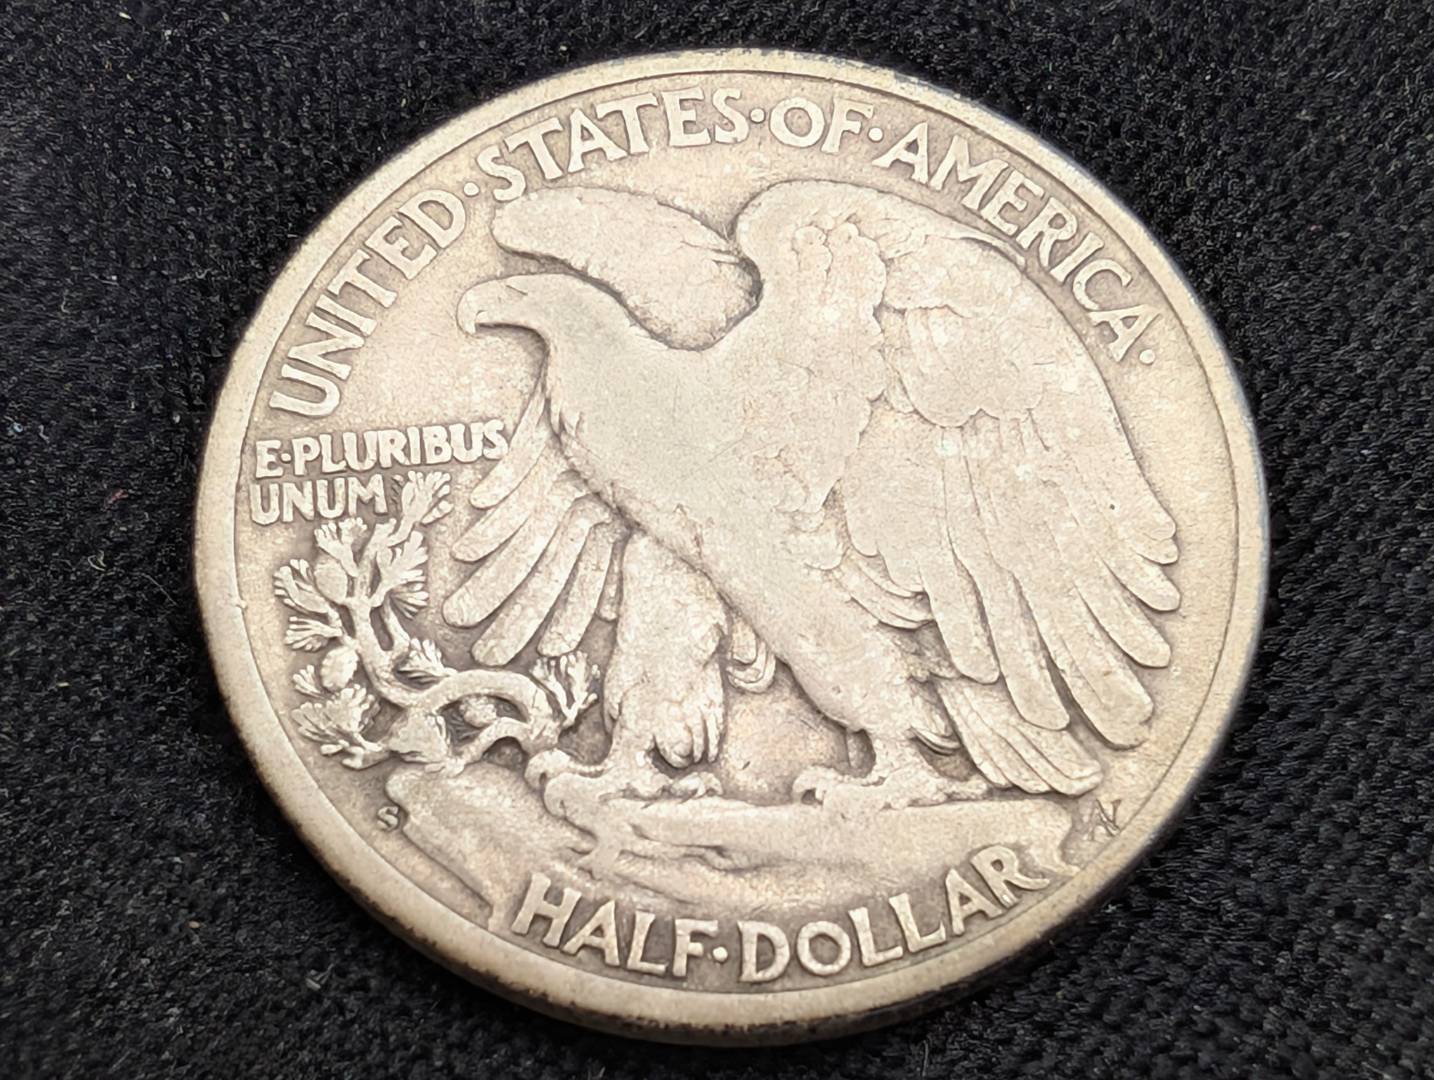 UNITED·STATES·OF·AMERICA·
E·PLURIBUS
UNUM
S
HALF·DOLLAR